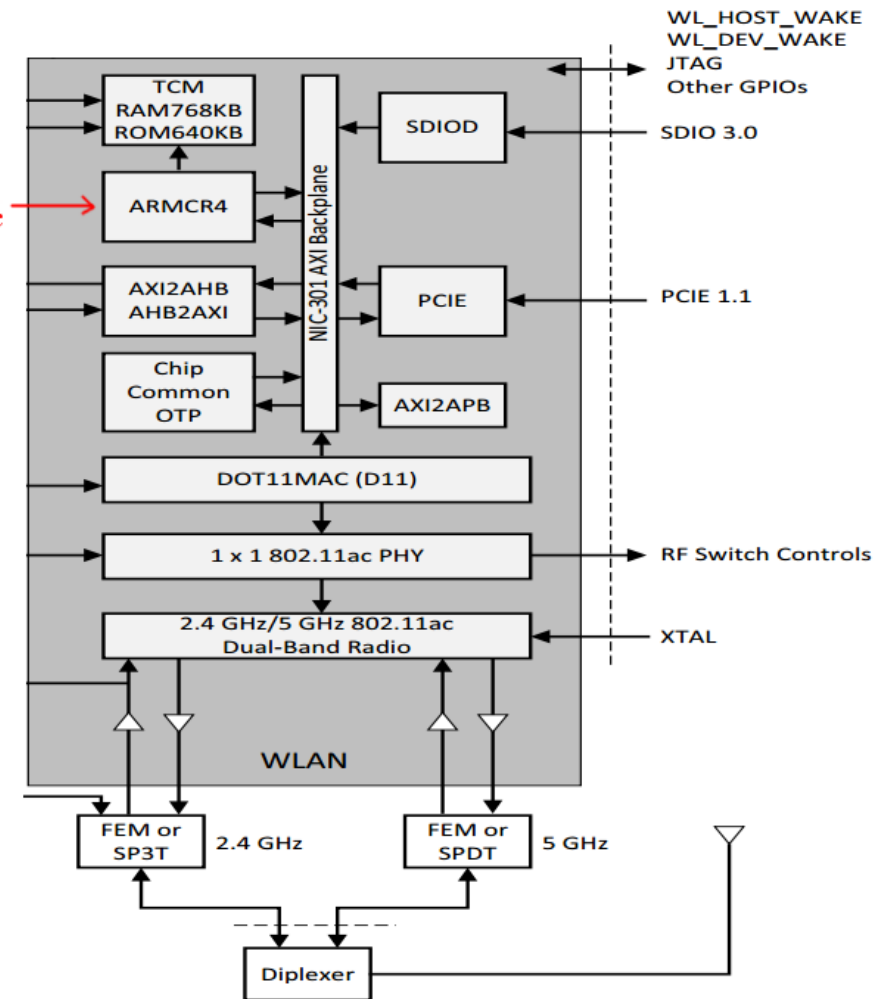 WL_HOST_WAKE
WL_DEV_WAKE
JTAG
Other GPIOs
TCM
RAM768KB
ROM640KB
SDIOD
SDIO 3.0
ARMCR4
NIC-301 AXI Backplane
AXI2AHB
AHB2AXI
PCIE
PCIE 1.1
Chip
Common
OTP
AXI2APB
DOT11MAC (D11)
1 x 1 802.11ac PHY
RF Switch Controls
2.4 GHz/5 GHz 802.11ac
Dual-Band Radio
XTAL
WLAN
FEM or
SP3T
2.4 GHz
FEM or
SPDT
5 GHz
Diplexer